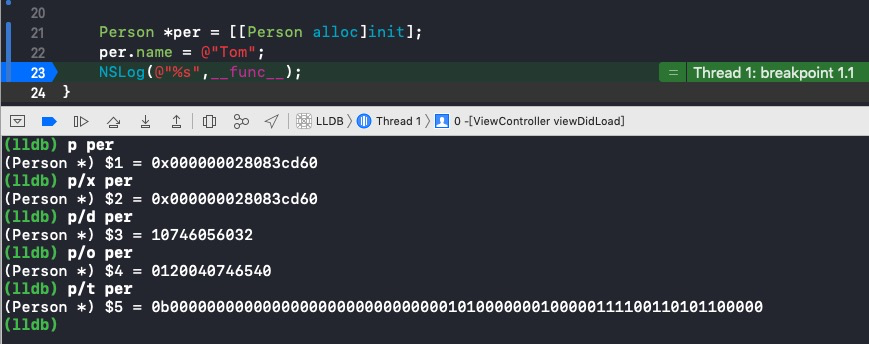 20
21 Person *per = [[Person alloc]init];
22 per.name = @"Tom";
23 NSLog(@"%s",__func__); = Thread 1: breakpoint 1.1
24 }
LLDB 〉 Thread 1 〉 0 -[ViewController viewDidLoad]
(lldb) p per
(Person *) $1 = 0x000000028083cd60
(lldb) p/x per
(Person *) $2 = 0x000000028083cd60
(lldb) p/d per
(Person *) $3 = 10746056032
(lldb) p/o per
(Person *) $4 = 0120040746540
(lldb) p/t per
(Person *) $5 = 0b0000000000000000000000000000001010000000100000111100110101100000
(lldb)